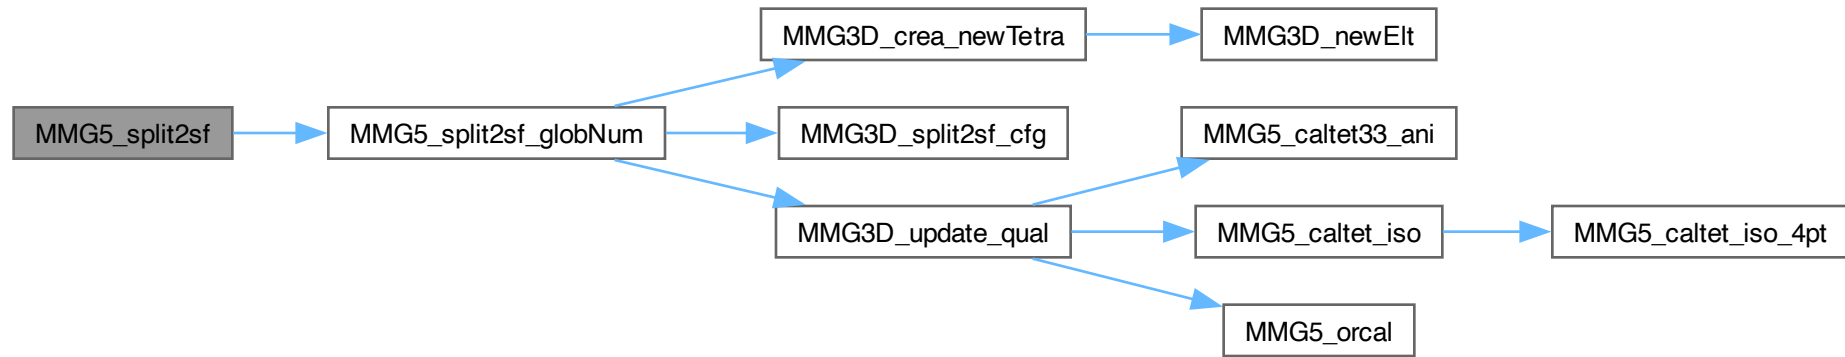 MMG3D_crea_newTetra
MMG3D_newElt
MMG5_split2sf
MMG5_split2sf_globNum
MMG3D_split2sf_cfg
MMG5_caltet33_ani
MMG3D_update_qual
MMG5_caltet_iso
MMG5_caltet_iso_4pt
MMG5_orcal